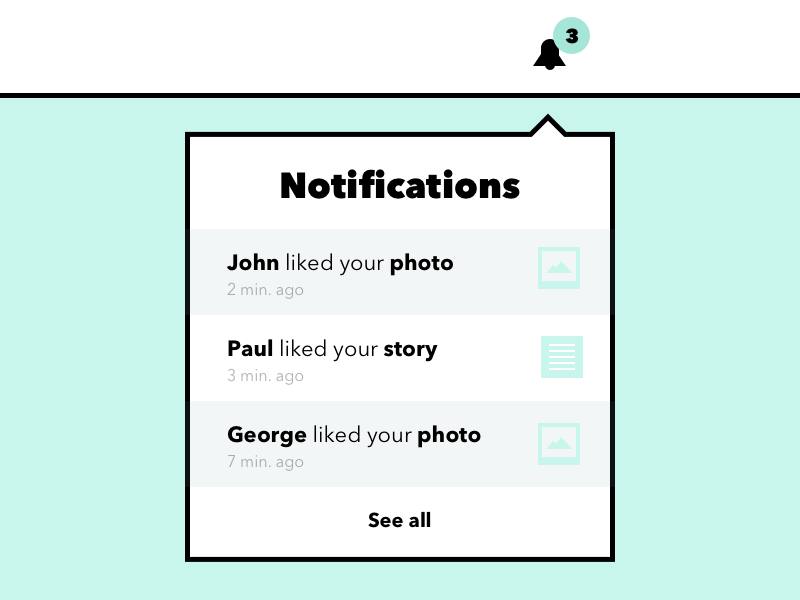 3
Notifications
John liked your photo
2 min. ago
Paul liked your story
3 min. ago
George liked your photo
7 min. ago
See all